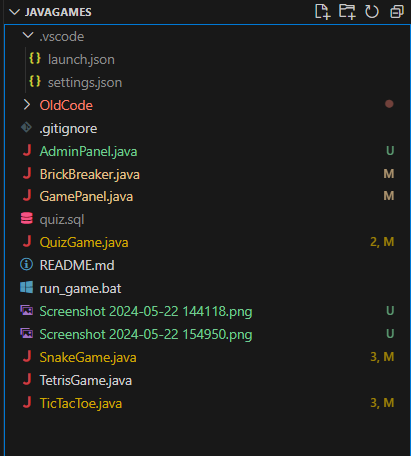 JAVAGAMES
.vscode
{} launch.json
{} settings.json
OldCode
.gitignore
J AdminPanel.java U
J BrickBreaker.java M
J GamePanel.java M
quiz.sql
J QuizGame.java 2, M
README.md
run_game.bat
Screenshot 2024-05-22 144118.png U
Screenshot 2024-05-22 154950.png U
J SnakeGame.java 3, M
J TetrisGame.java
J TicTacToe.java 3, M